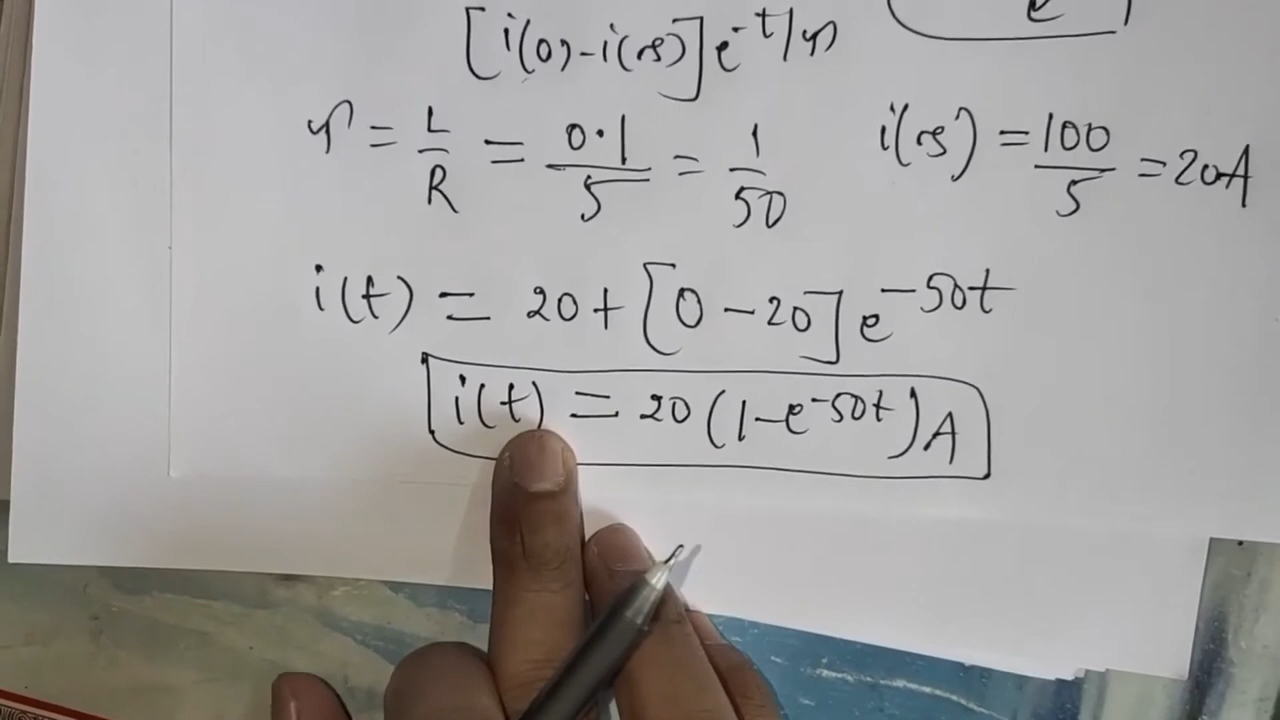 e
[i(0)-i(∞)]e^-t/τ
τ = L/R = 0.1/5 = 1/50
i(∞) = 100/5 = 20A
i(t) = 20 + [0 - 20] e^-50t
i(t) = 20 (1 - e^-50t) A